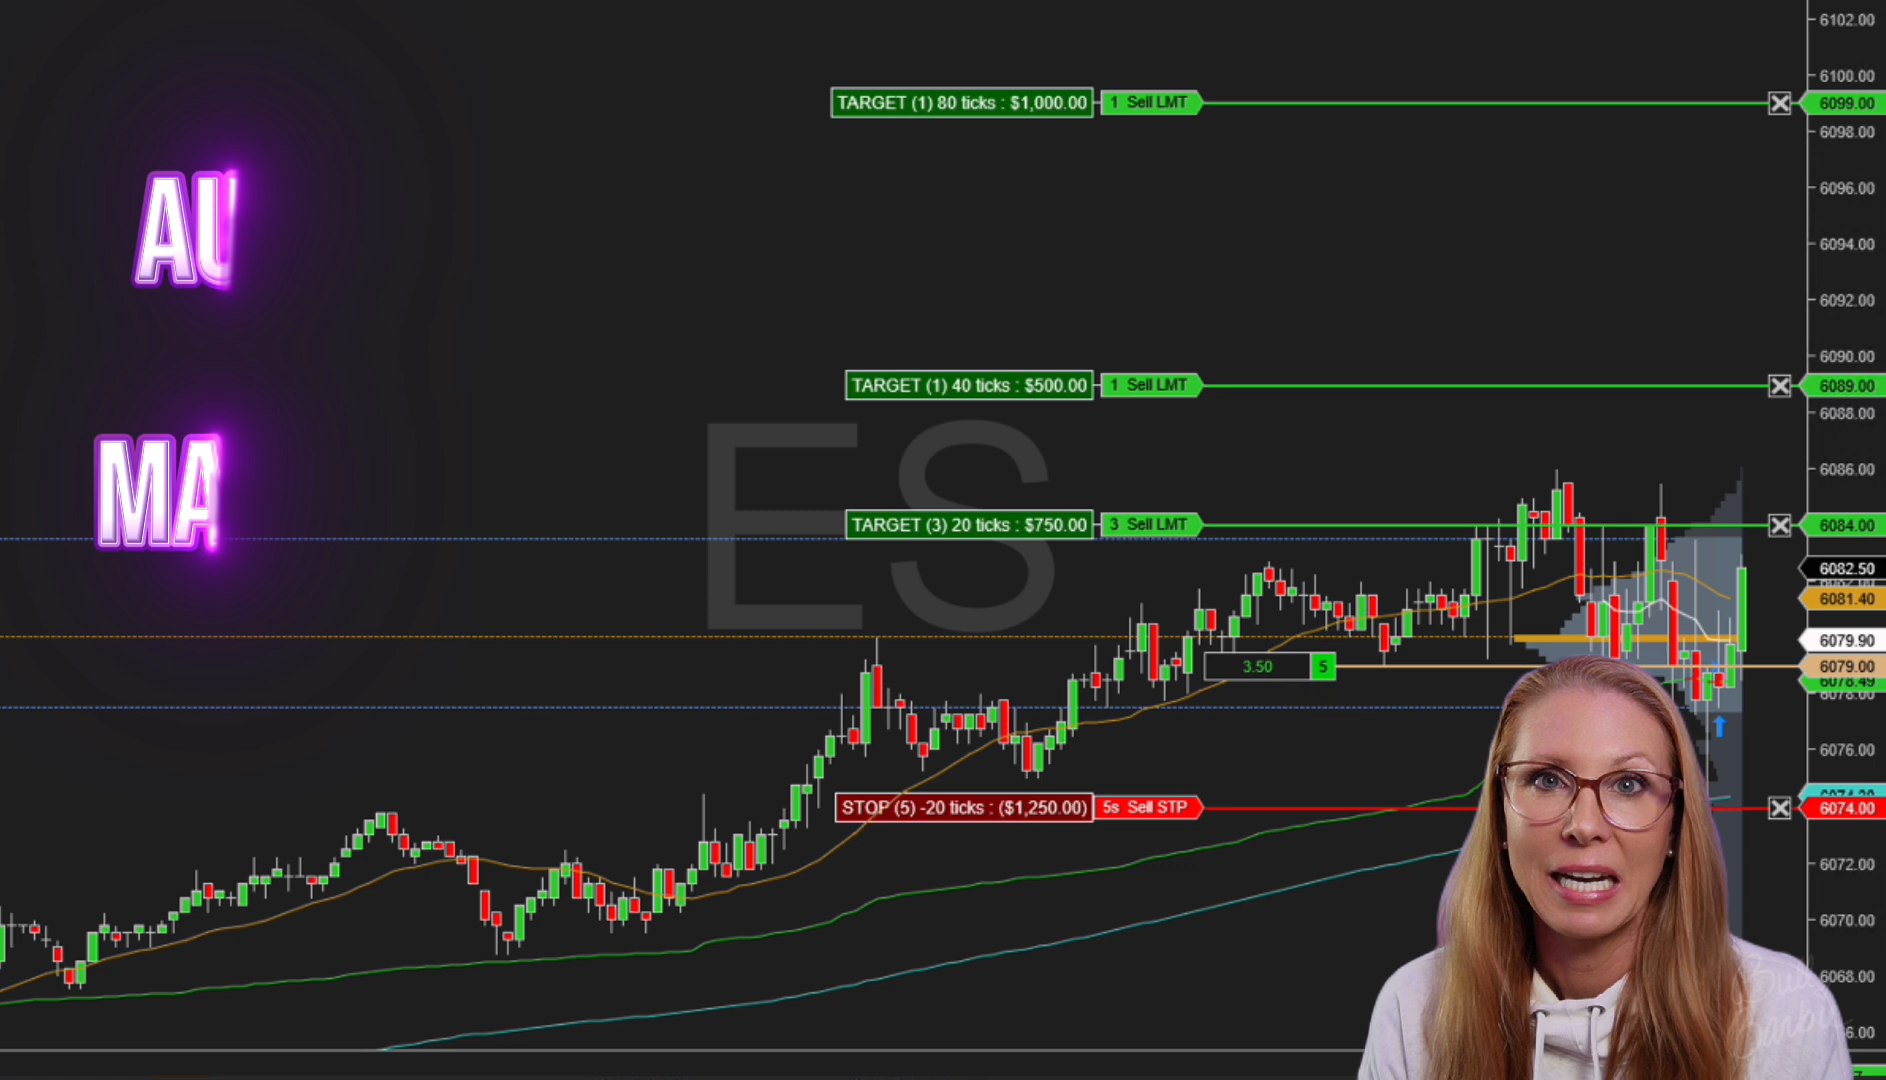 AU
MA
ES
TARGET (1) 80 ticks : $1,000.00
1 Sell LMT
TARGET (1) 40 ticks : $500.00
1 Sell LMT
TARGET (3) 20 ticks : $750.00
3 Sell LMT
3.50 5
STOP (5) -20 ticks : ($1,250.00)
5s Sell STP
6102.00
6100.00
6099.00
6098.00
6096.00
6094.00
6092.00
6090.00
6089.00
6088.00
6086.00
6084.00
6082.50
6081.40
6079.90
6079.00
6078.49
6078.00
6076.00
6074.00
6072.00
6070.00
6068.00